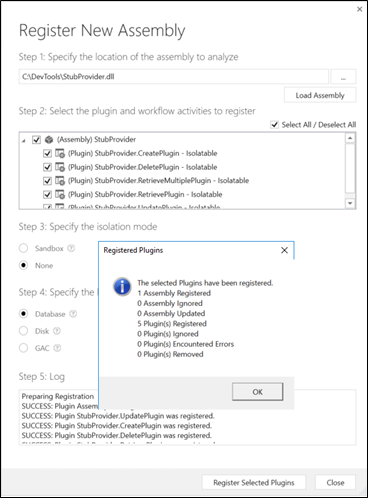 Register New Assembly
Step 1: Specify the location of the assembly to analyze
C:\DevTools\StubProvider.dll
...
Load Assembly
Step 2: Select the plugin and workflow activities to register
Select All / Deselect All
(Assembly) StubProvider
(Plugin) StubProvider.CreatePlugin - Isolatable
(Plugin) StubProvider.DeletePlugin - Isolatable
(Plugin) StubProvider.RetrieveMultiplePlugin - Isolatable
(Plugin) StubProvider.RetrievePlugin - Isolatable
(Plugin) StubProvider.UpdatePlugin - Isolatable
Step 3: Specify the isolation mode
Sandbox
None
Step 4: Specify the
Database
Disk
GAC
Registered Plugins
The selected Plugins have been registered.
1 Assembly Registered
0 Assembly Ignored
0 Assembly Updated
5 Plugin(s) Registered
0 Plugin(s) Ignored
0 Plugin(s) Encountered Errors
0 Plugin(s) Removed
OK
Step 5: Log
Preparing Registration
SUCCESS: Plugin Assem
SUCCESS: Plugin StubProvider.UpdatePlugin was registered.
SUCCESS: Plugin StubProvider.CreatePlugin was registered.
SUCCESS: Plugin StubProvider.DeletePlugin was registered.
Register Selected Plugins
Close